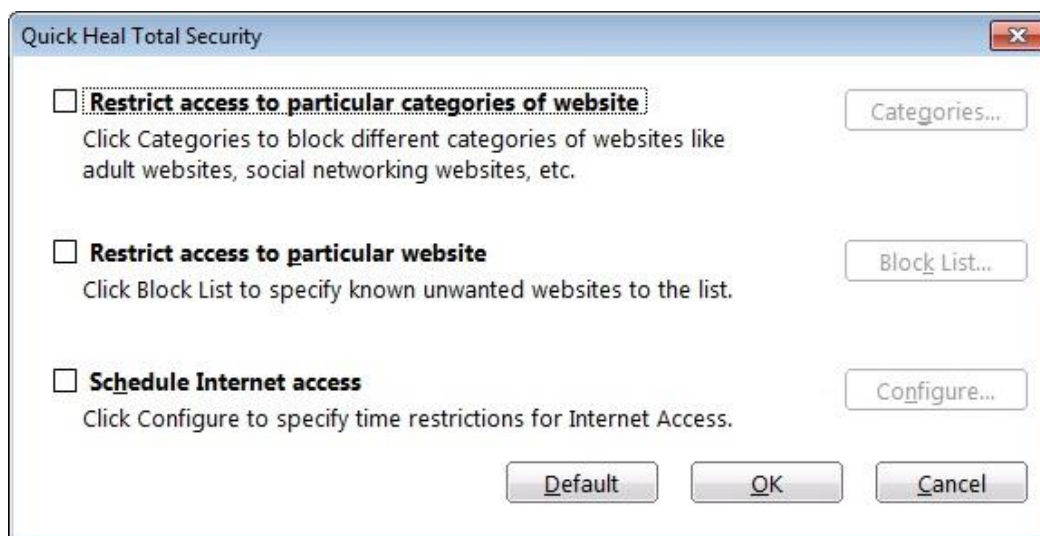 Quick Heal Total Security
Restrict access to particular categories of website
Categories...
Click Categories to block different categories of websites like
adult websites, social networking websites, etc.
Restrict access to particular website
Block List...
Click Block List to specify known unwanted websites to the list.
Schedule Internet access
Configure...
Click Configure to specify time restrictions for Internet Access.
Default
OK
Cancel